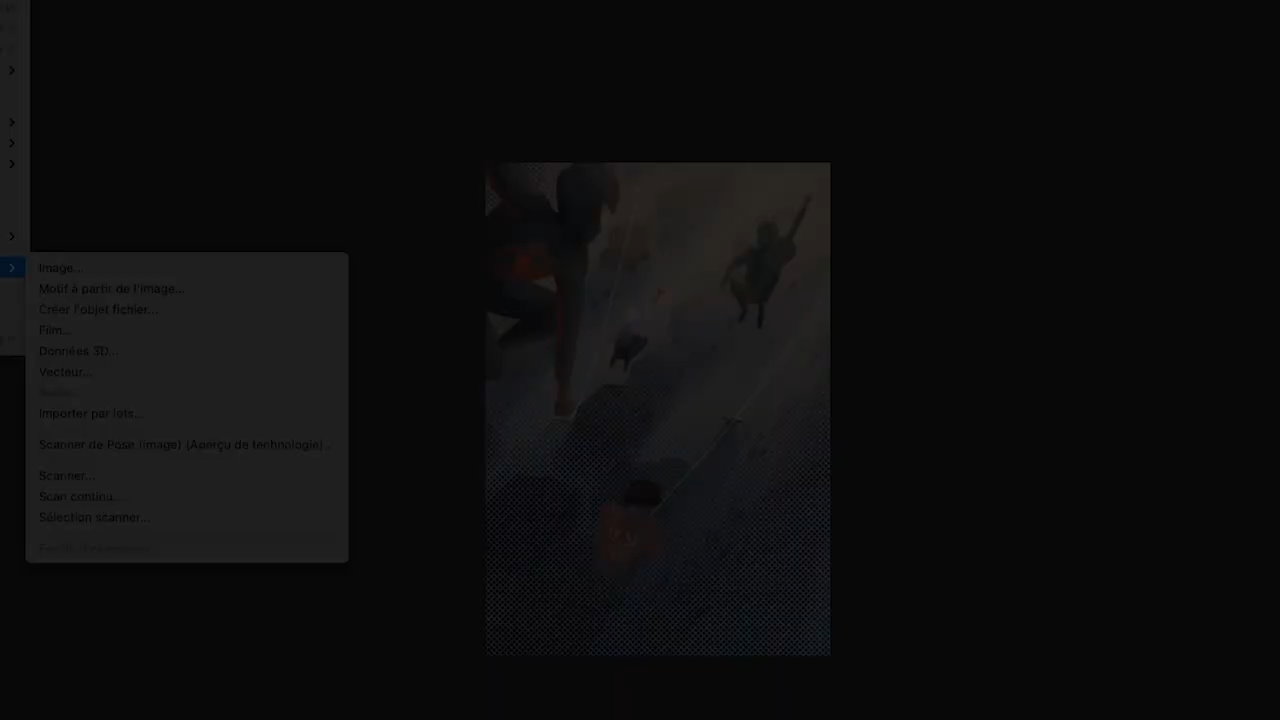 Image...
Motif à partir de l'image...
Créer l'objet fichier...
Film...
Données 3D...
Vecteur...
Importer par lots...
Scanner de Pose (image) (Aperçu de technologie)...
Scanner...
Scan continu...
Sélection scanner...